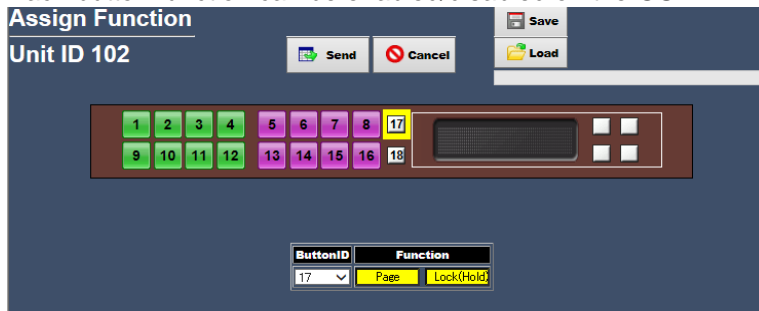 Assign Function
Save
Unit ID 102
Send
Cancel
Load
1 2 3 4 5 6 7 8 17
9 10 11 12 13 14 15 16 18
ButtonID Function
17 Page Lock(Hold)